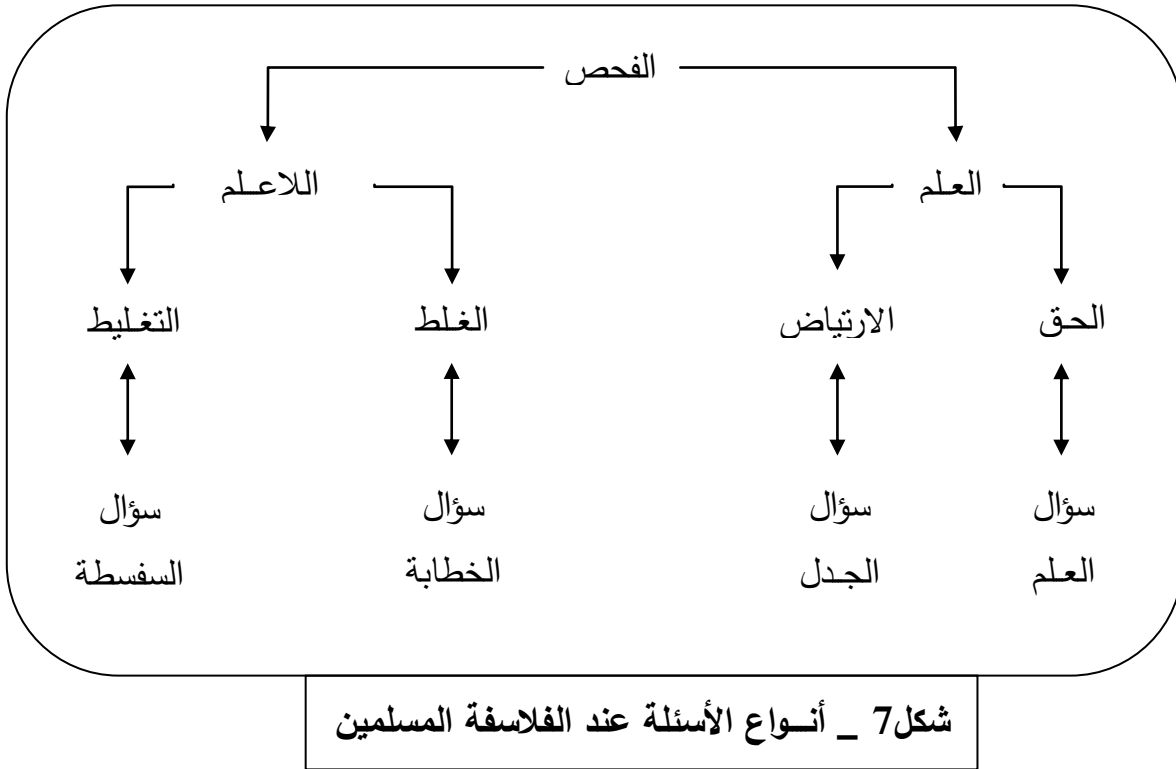 الفحص
العلم
اللاعلم
الحق
الارتياض
الغلط
التغليط
سؤال
العلم
سؤال
الجدل
سؤال
الخطابة
سؤال
السفسطة
شكل7 _ أنواع الأسئلة عند الفلاسفة المسلمين